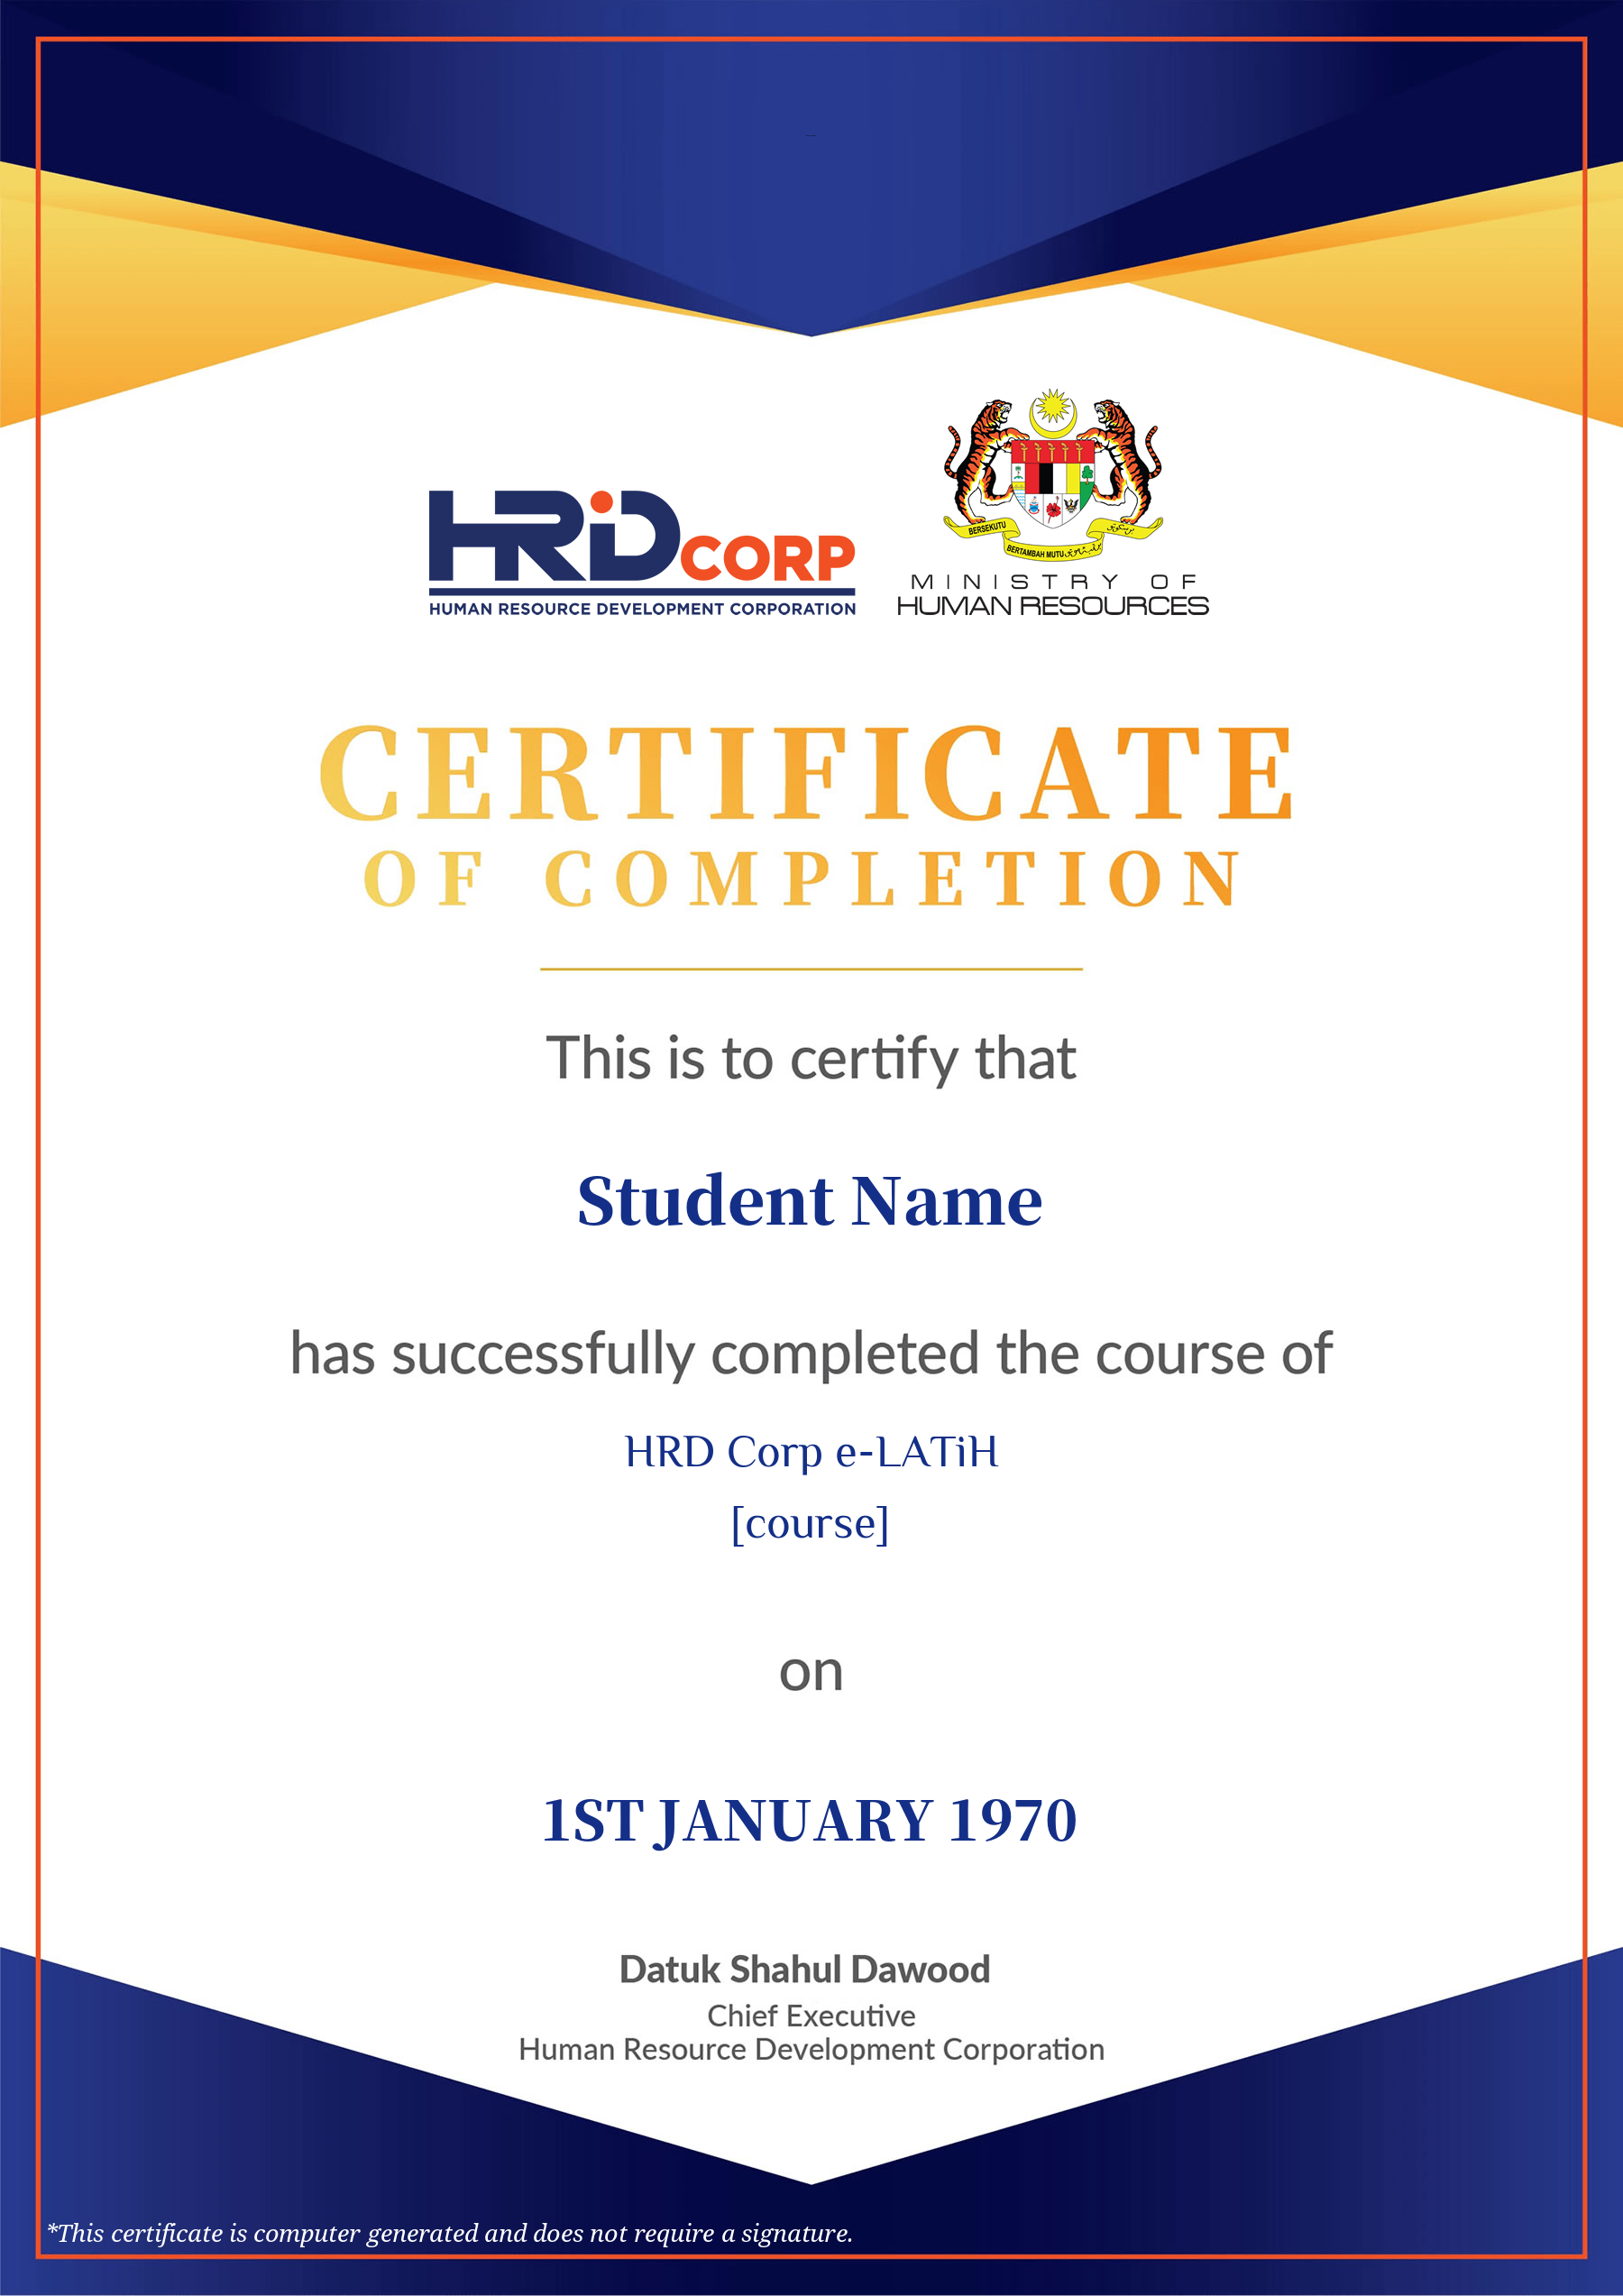 HRD CORP
HUMAN RESOURCE DEVELOPMENT CORPORATION
BERSEKUTU
BERTAMBAH MUTU
MINISTRY OF
HUMAN RESOURCES
CERTIFICATE
OF COMPLETION
This is to certify that
Student Name
has successfully completed the course of
HRD Corp e-LATiH
[course]
on
1ST JANUARY 1970
Datuk Shahul Dawood
Chief Executive
Human Resource Development Corporation
*This certificate is computer generated and does not require a signature.